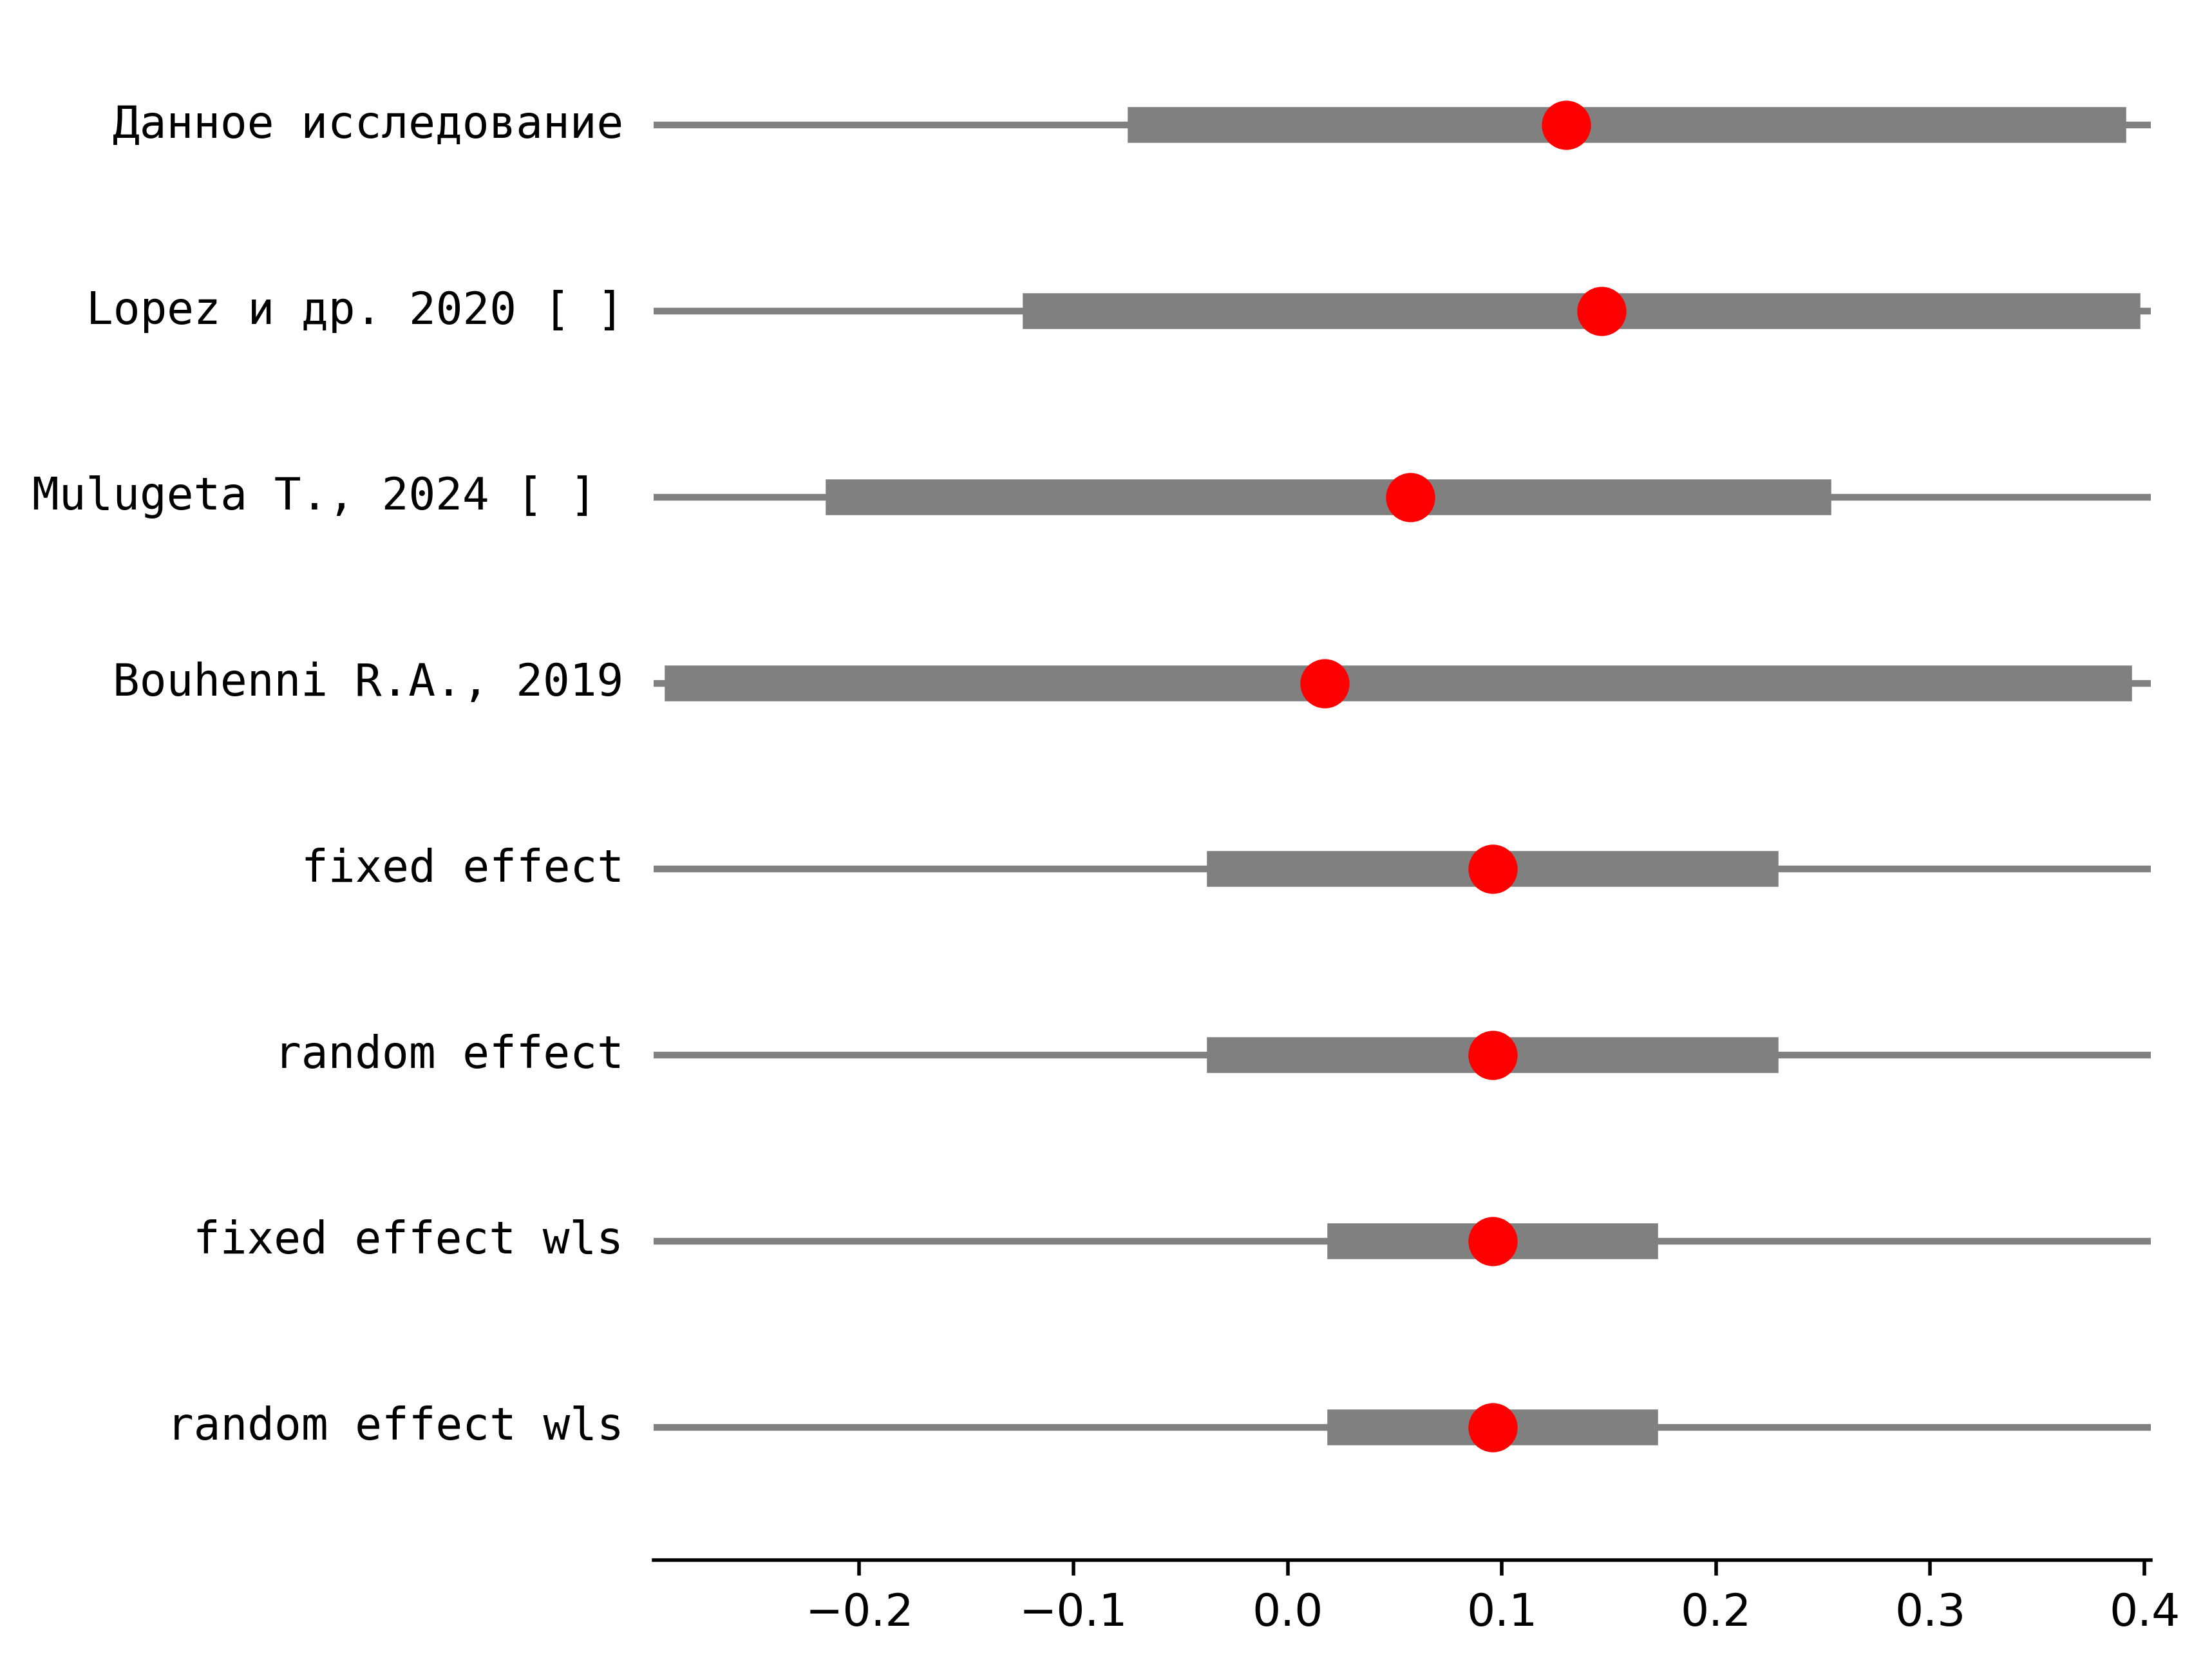 Данное исследование
Lopez и др. 2020 [ ]
Mulugeta T., 2024 [ ]
Bouhenni R.A., 2019
fixed effect
random effect
fixed effect wls
random effect wls
−0.2 −0.1 0.0 0.1 0.2 0.3 0.4